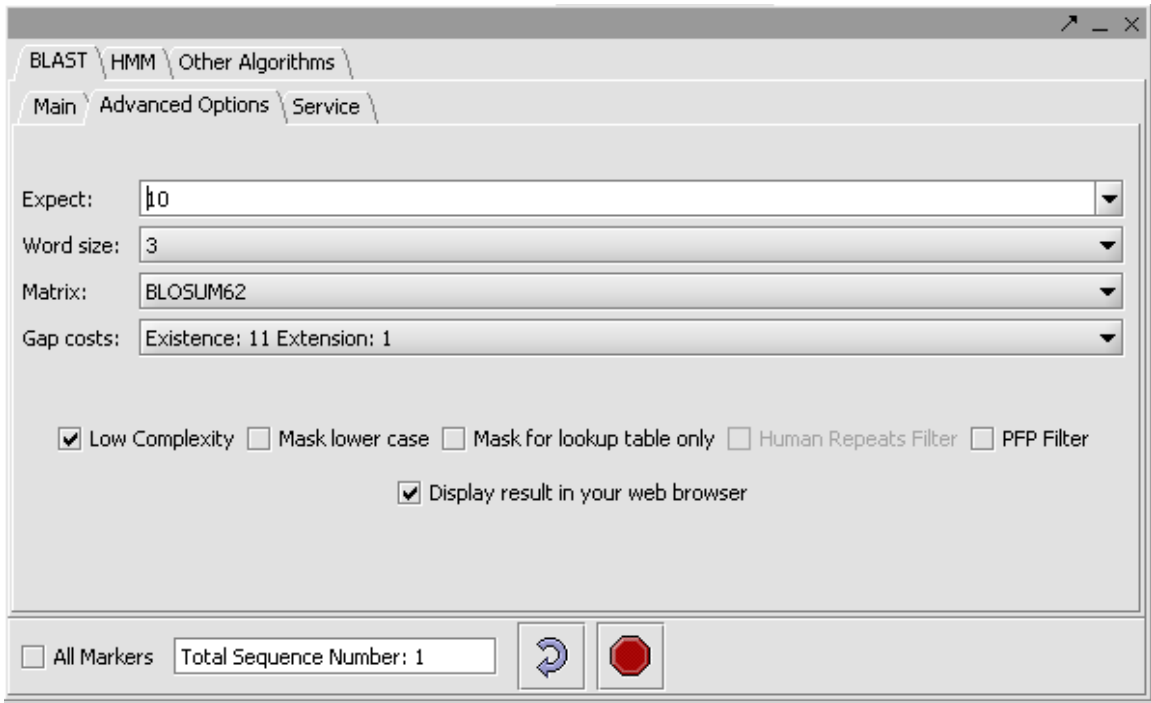 BLAST HMM Other Algorithms
Main Advanced Options Service
Expect: 10
Word size: 3
Matrix: BLOSUM62
Gap costs: Existence: 11 Extension: 1
Low Complexity Mask lower case Mask for lookup table only Human Repeats Filter PFP Filter
Display result in your web browser
All Markers Total Sequence Number: 1